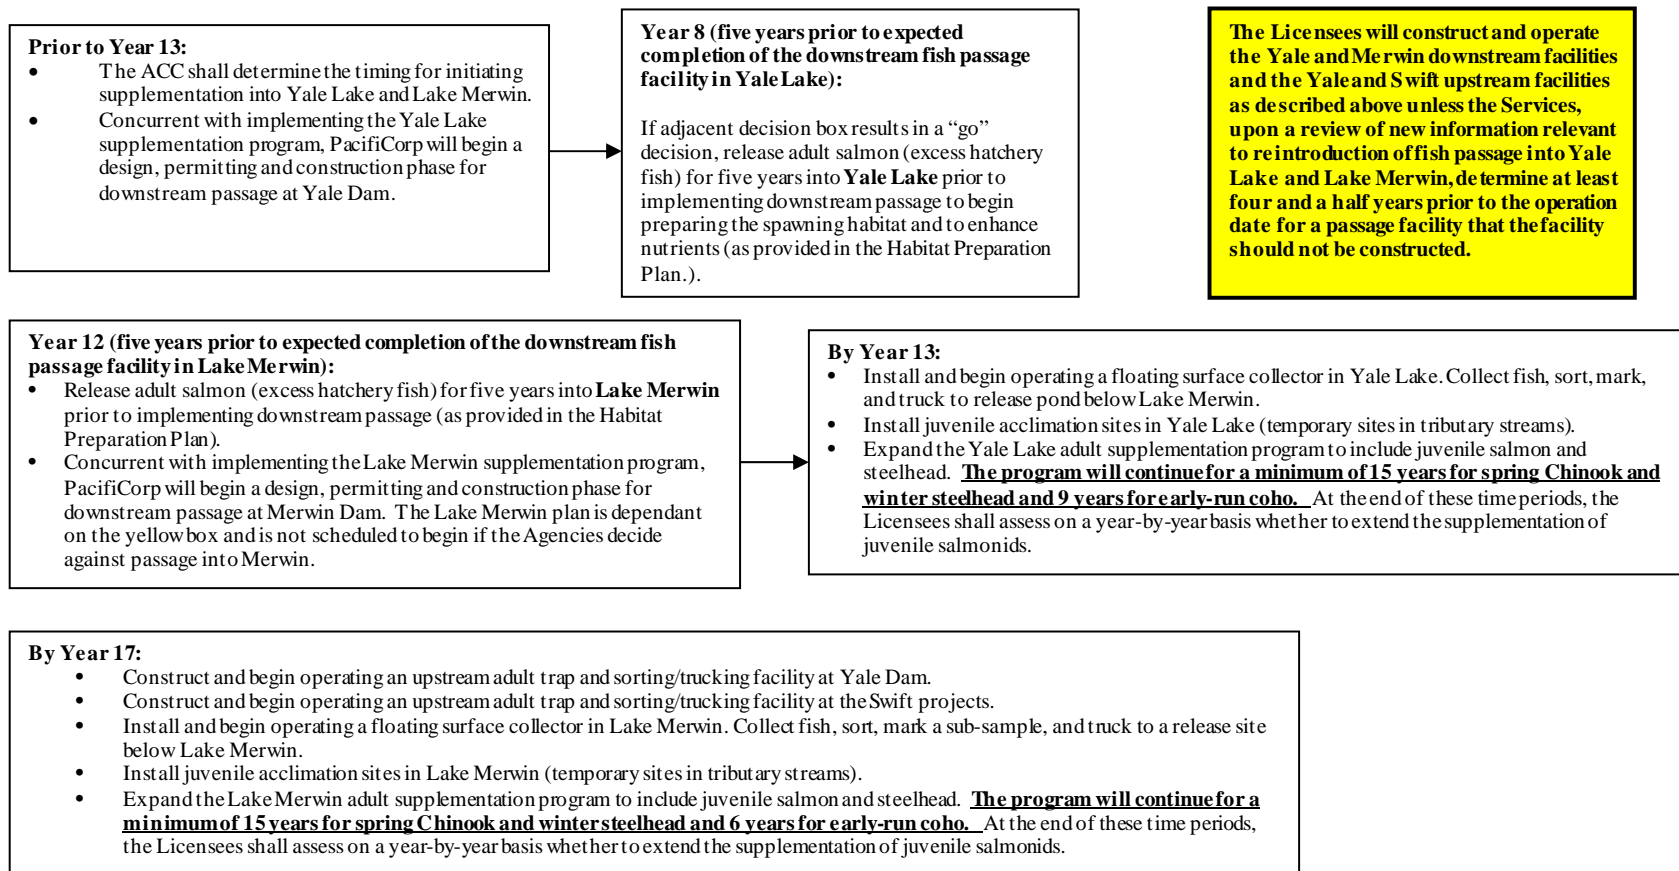 Prior to Year 13:
• The ACC shall determine the timing for initiating
supplementation into Yale Lake and Lake Merwin.
• Concurrent with implementing the Yale Lake
supplementation program, PacifiCorp will begin a
design, permitting and construction phase for
downstream passage at Yale Dam.
Year 8 (five years prior to expected
completion of the downstream fish passage
facility in Yale Lake):
If adjacent decision box results in a “go”
decision, release adult salmon (excess hatchery
fish) for five years into Yale Lake prior to
implementing downstream passage to begin
preparing the spawning habitat and to enhance
nutrients (as provided in the Habitat Preparation
Plan.).
The Licensees will construct and operate
the Yale and Merwin downstream facilities
and the Yale and Swift upstream facilities
as described above unless the Services,
upon a review of new information relevant
to reintroduction of fish passage into Yale
Lake and Lake Merwin, determine at least
four and a half years prior to the operation
date for a passage facility that the facility
should not be constructed.
Year 12 (five years prior to expected completion of the downstream fish
passage facility in Lake Merwin):
• Release adult salmon (excess hatchery fish) for five years into Lake Merwin
prior to implementing downstream passage (as provided in the Habitat
Preparation Plan).
• Concurrent with implementing the Lake Merwin supplementation program,
PacifiCorp will begin a design, permitting and construction phase for
downstream passage at Merwin Dam. The Lake Merwin plan is dependant
on the yellow box and is not scheduled to begin if the Agencies decide
against passage into Merwin.
By Year 13:
• Install and begin operating a floating surface collector in Yale Lake. Collect fish, sort, mark,
and truck to release pond below Lake Merwin.
• Install juvenile acclimation sites in Yale Lake (temporary sites in tributary streams).
• Expand the Yale Lake adult supplementation program to include juvenile salmon and
steelhead. The program will continue for a minimum of 15 years for spring Chinook and
winter steelhead and 9 years for early-run coho. At the end of these time periods, the
Licensees shall assess on a year-by-year basis whether to extend the supplementation of
juvenile salmonids.
By Year 17:
• Construct and begin operating an upstream adult trap and sorting/trucking facility at Yale Dam.
• Construct and begin operating an upstream adult trap and sorting/trucking facility at the Swift projects.
• Install and begin operating a floating surface collector in Lake Merwin. Collect fish, sort, mark a sub-sample, and truck to a release site
below Lake Merwin.
• Install juvenile acclimation sites in Lake Merwin (temporary sites in tributary streams).
• Expand the Lake Merwin adult supplementation program to include juvenile salmon and steelhead. The program will continue for a
minimum of 15 years for spring Chinook and winter steelhead and 6 years for early-run coho. At the end of these time periods,
the Licensees shall assess on a year-by-year basis whether to extend the supplementation of juvenile salmonids.